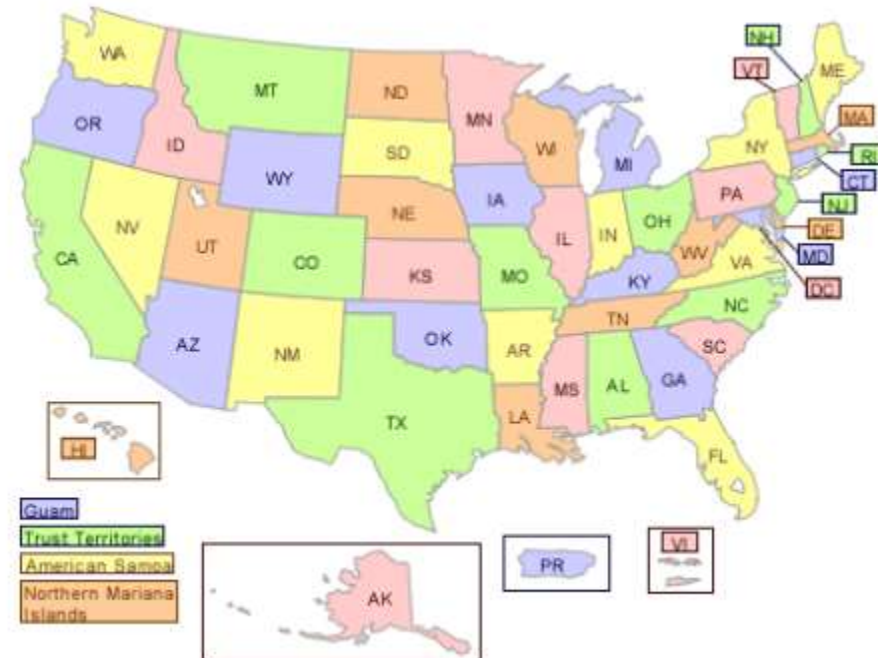 WA
MT
ND
MN
NH
VT
ME
OR
ID
SD
WI
NY
MA
WY
MI
RI
CT
NV
NE
IA
PA
NJ
CA
UT
CO
KS
MO
IL
IN
OH
WV
VA
DE
MD
DC
KY
AZ
NM
OK
AR
TN
NC
SC
TX
LA
MS
AL
GA
FL
HI
Guam
Trust Territories
American Samoa
Northern Mariana
Islands
AK
PR
VI